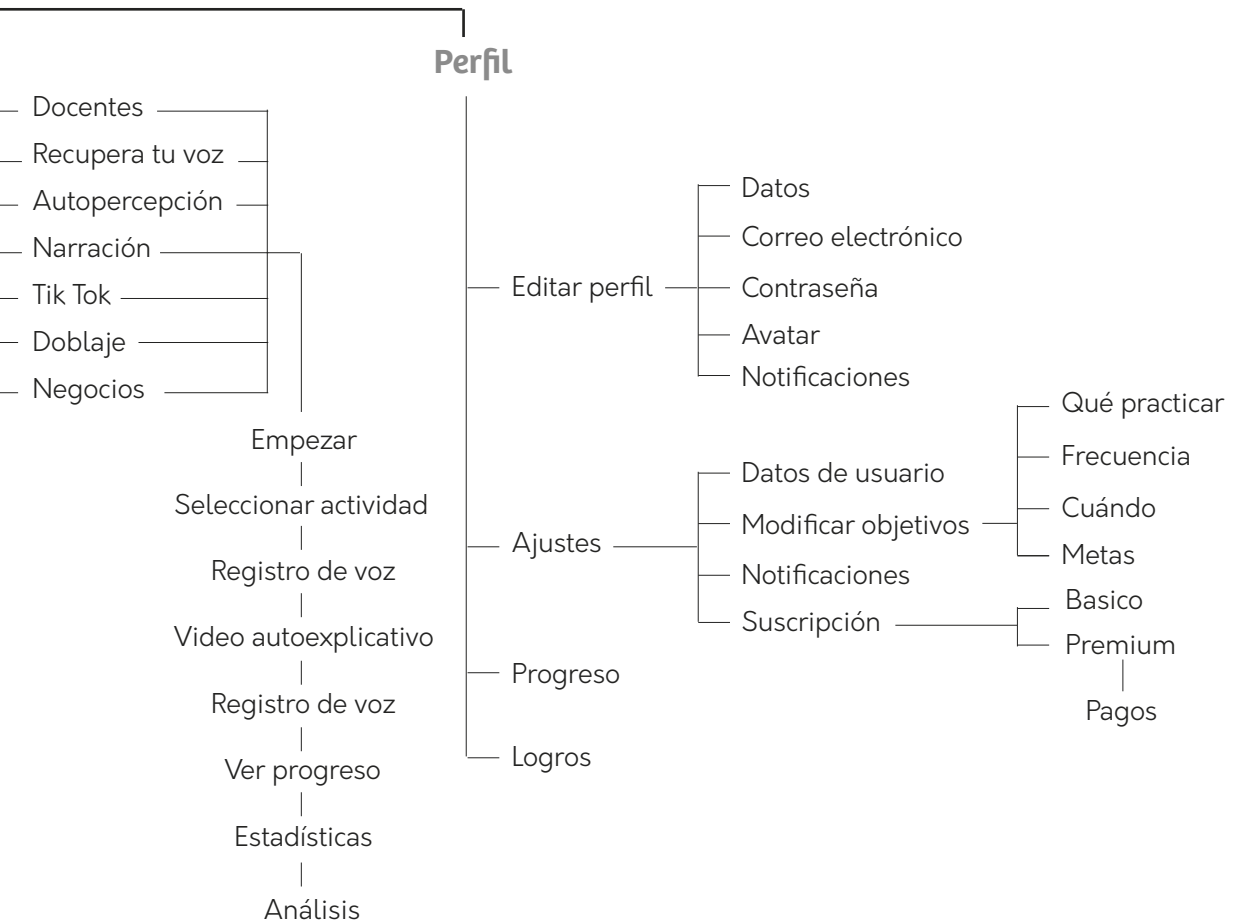 Perfil
Docentes
Recupera tu voz
Autopercepción
Narración
Tik Tok
Doblaje
Negocios
Empezar
Seleccionar actividad
Registro de voz
Video autoexplicativo
Registro de voz
Ver progreso
Estadísticas
Análisis
Editar perfil
Datos
Correo electrónico
Contraseña
Avatar
Notificaciones
Ajustes
Datos de usuario
Modificar objetivos
Qué practicar
Frecuencia
Cuándo
Metas
Notificaciones
Suscripción
Basico
Premium
Pagos
Progreso
Logros